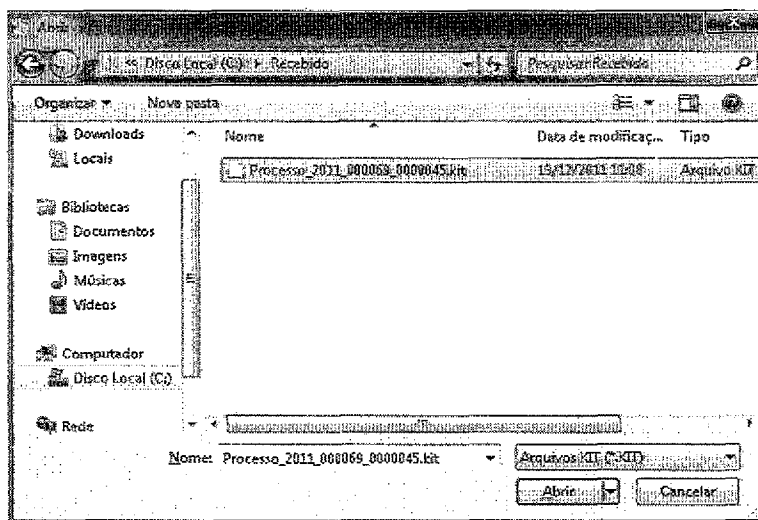 Abrir
Disco Local (C:) ▸ Recebido
Pesquisar Recebido
Organizar
Nova pasta
Downloads
Locais
Bibliotecas
Documentos
Imagens
Músicas
Vídeos
Computador
Disco Local (C:)
Rede
Nome
Data de modificaç...
Tipo
Processo_2011_000069_0000045.kit
15/12/2011
Arquivo KIT
Nome: Processo_2011_000069_0000045.kit
Arquivos KIT (*.KIT)
Abrir
Cancelar